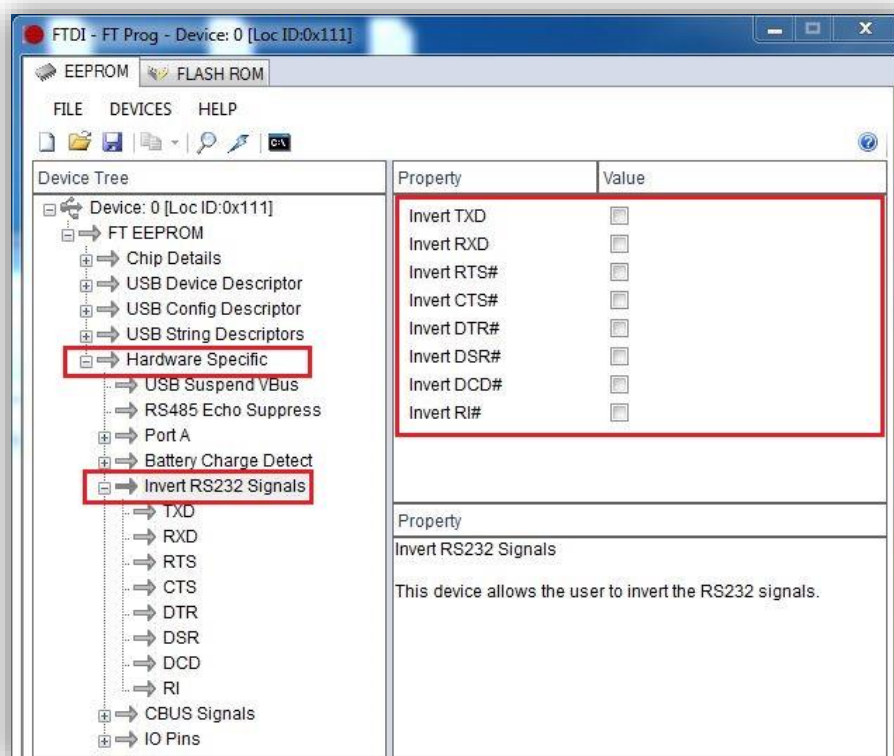 FTDI - FT Prog - Device: 0 [Loc ID:0x111]
EEPROM
FLASH ROM
FILE DEVICES HELP
C:\
Device Tree
Device: 0 [Loc ID:0x111]
FT EEPROM
Chip Details
USB Device Descriptor
USB Config Descriptor
USB String Descriptors
Hardware Specific
USB Suspend VBus
RS485 Echo Suppress
Port A
Battery Charge Detect
Invert RS232 Signals
TXD
RXD
RTS
CTS
DTR
DSR
DCD
RI
CBUS Signals
IO Pins
Property Value
Invert TXD
Invert RXD
Invert RTS#
Invert CTS#
Invert DTR#
Invert DSR#
Invert DCD#
Invert RI#
Property
Invert RS232 Signals
This device allows the user to invert the RS232 signals.